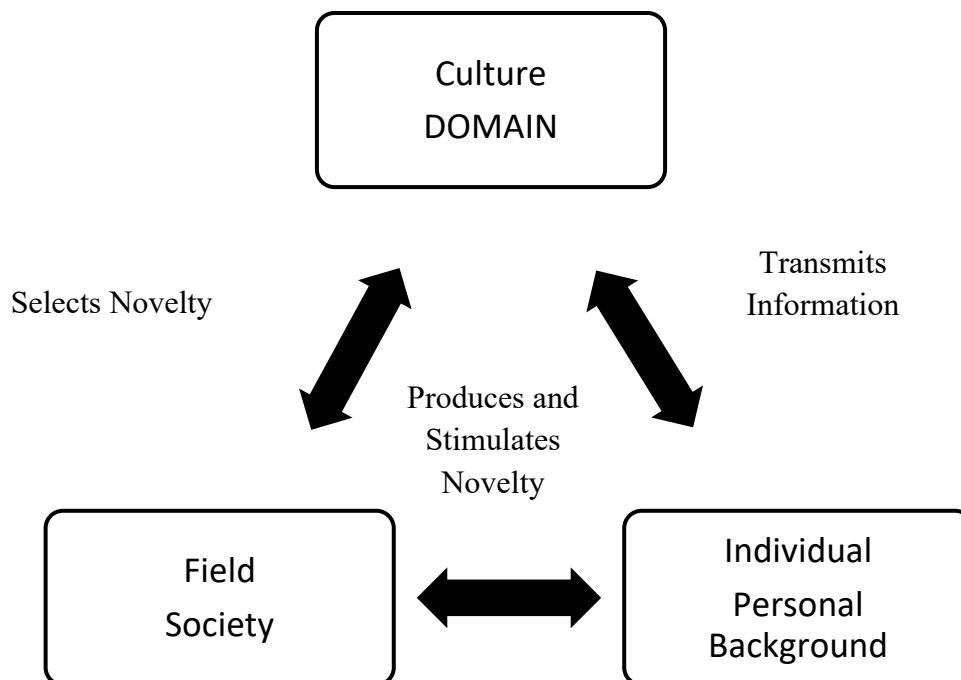 Culture
DOMAIN
Selects Novelty
Transmits
Information
Produces and
Stimulates
Novelty
Field
Society
Individual
Personal
Background